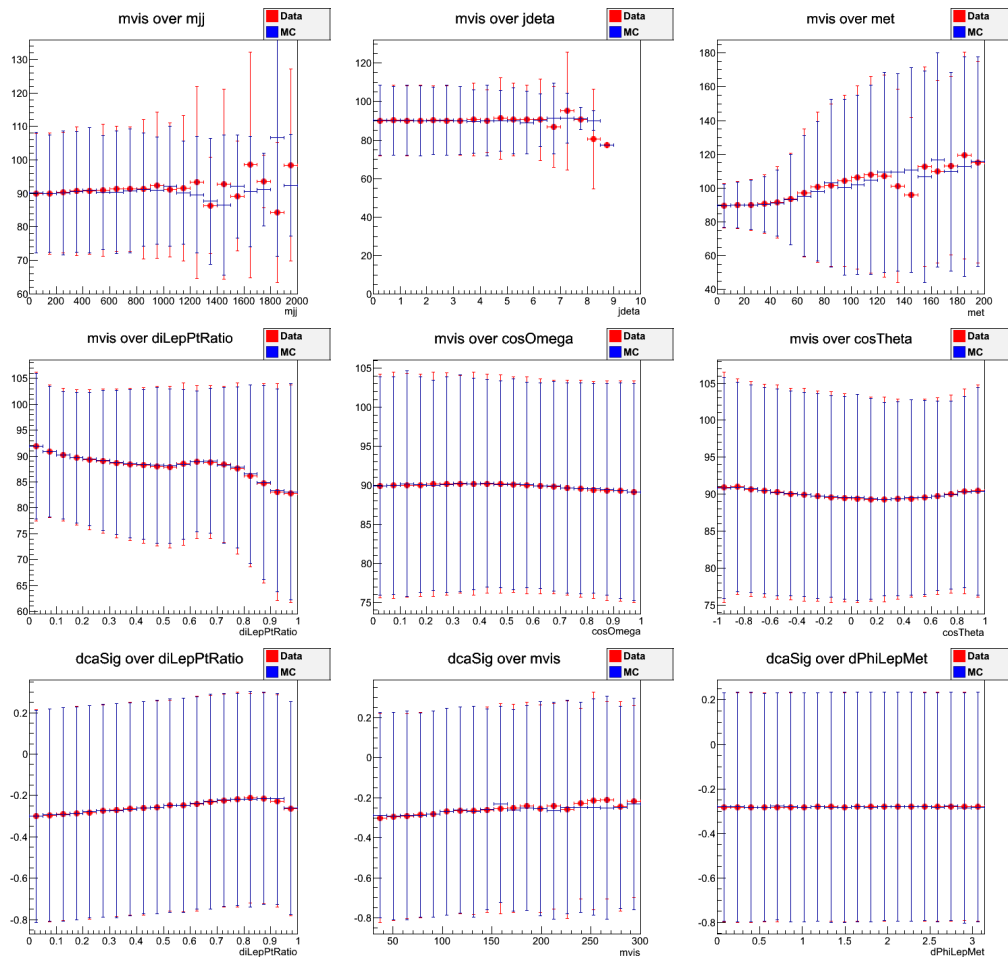 mvis over mjj
Data
MC
130
120
110
100
90
80
70
60
0 200 400 600 800 1000 1200 1400 1600 1800 2000
mjj
mvis over jdeta
Data
MC
140
120
100
80
60
40
20
0
0 1 2 3 4 5 6 7 8 9 10
jdeta
mvis over met
Data
MC
180
160
140
120
100
80
60
40
0 20 40 60 80 100 120 140 160 180 200
met
mvis over diLepPtRatio
Data
MC
105
100
95
90
85
80
75
70
65
60
0 0.1 0.2 0.3 0.4 0.5 0.6 0.7 0.8 0.9 1
diLepPtRatio
mvis over cosOmega
Data
MC
105
100
95
90
85
80
75
0 0.1 0.2 0.3 0.4 0.5 0.6 0.7 0.8 0.9 1
cosOmega
mvis over cosTheta
Data
MC
105
100
95
90
85
80
75
-1 -0.8 -0.6 -0.4 -0.2 0 0.2 0.4 0.6 0.8 1
cosTheta
dcaSig over diLepPtRatio
Data
MC
0.2
0
-0.2
-0.4
-0.6
-0.8
0 0.1 0.2 0.3 0.4 0.5 0.6 0.7 0.8 0.9 1
diLepPtRatio
dcaSig over mvis
Data
MC
0.2
0
-0.2
-0.4
-0.6
-0.8
50 100 150 200 250 300
mvis
dcaSig over dPhiLepMet
Data
MC
0.2
0
-0.2
-0.4
-0.6
-0.8
0 0.5 1 1.5 2 2.5 3
dPhiLepMet